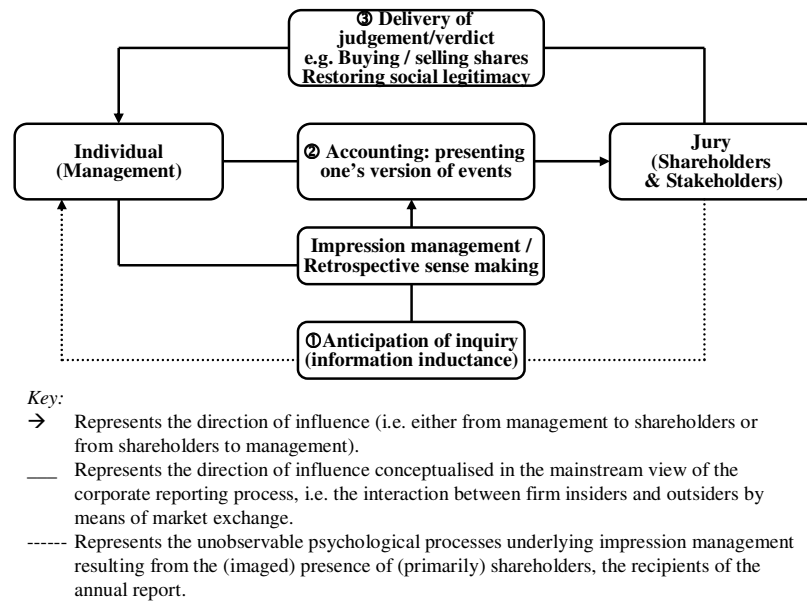 ③ Delivery of
judgement/verdict
e.g. Buying / selling shares
Restoring social legitimacy
Individual
(Management)
② Accounting: presenting
one's version of events
Jury
(Shareholders
& Stakeholders)
Impression management /
Retrospective sense making
①Anticipation of inquiry
(information inductance)
Key:
→ Represents the direction of influence (i.e. either from management to shareholders or
from shareholders to management).
___ Represents the direction of influence conceptualised in the mainstream view of the
corporate reporting process, i.e. the interaction between firm insiders and outsiders by
means of market exchange.
------ Represents the unobservable psychological processes underlying impression management
resulting from the (imaged) presence of (primarily) shareholders, the recipients of the
annual report.